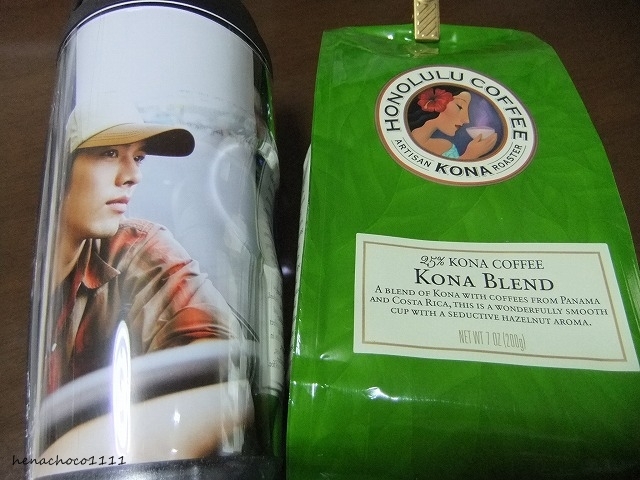 HONOLULU COFFEE
ARTISAN KONA ROASTER
25% KONA COFFEE
KONA BLEND
A BLEND OF KONA WITH COFFEES FROM PANAMA
AND COSTA RICA, THIS IS A WONDERFULLY SMOOTH
CUP WITH A SEDUCTIVE HAZELNUT AROMA.
NET WT 7 OZ (200g)
henachoco1111